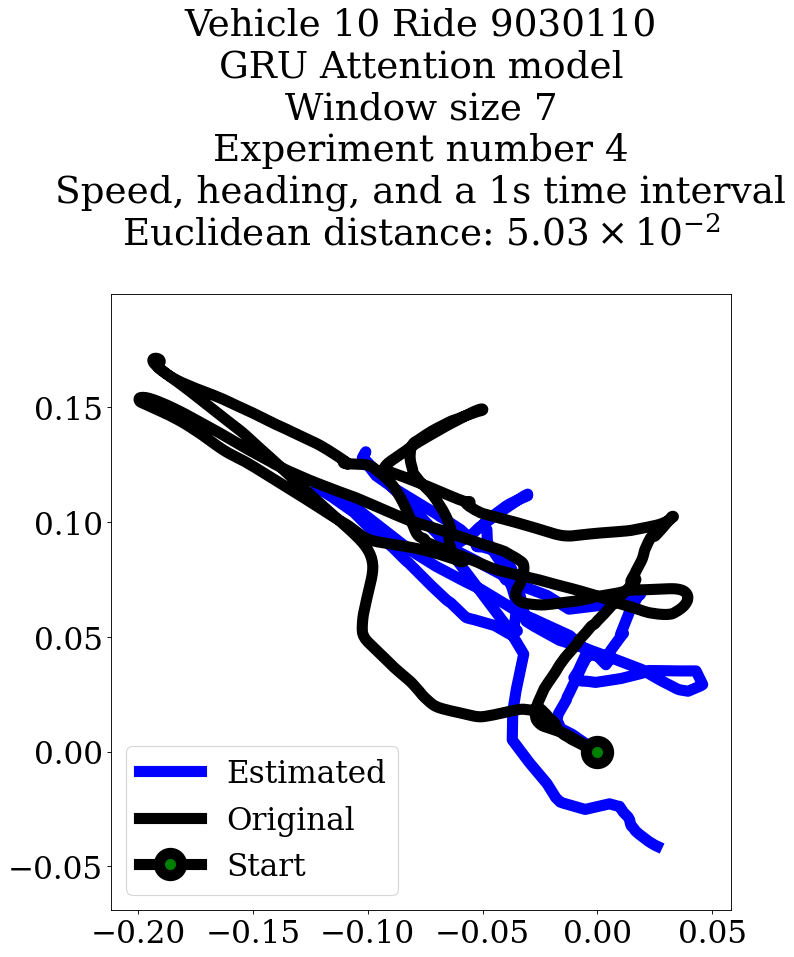 Vehicle 10 Ride 9030110
GRU Attention model
Window size 7
Experiment number 4
Speed, heading, and a 1s time interval
Euclidean distance: 5.03 × 10⁻²
0.15
0.10
0.05
0.00
−0.05
Estimated
Original
Start
−0.20 −0.15 −0.10 −0.05 0.00 0.05